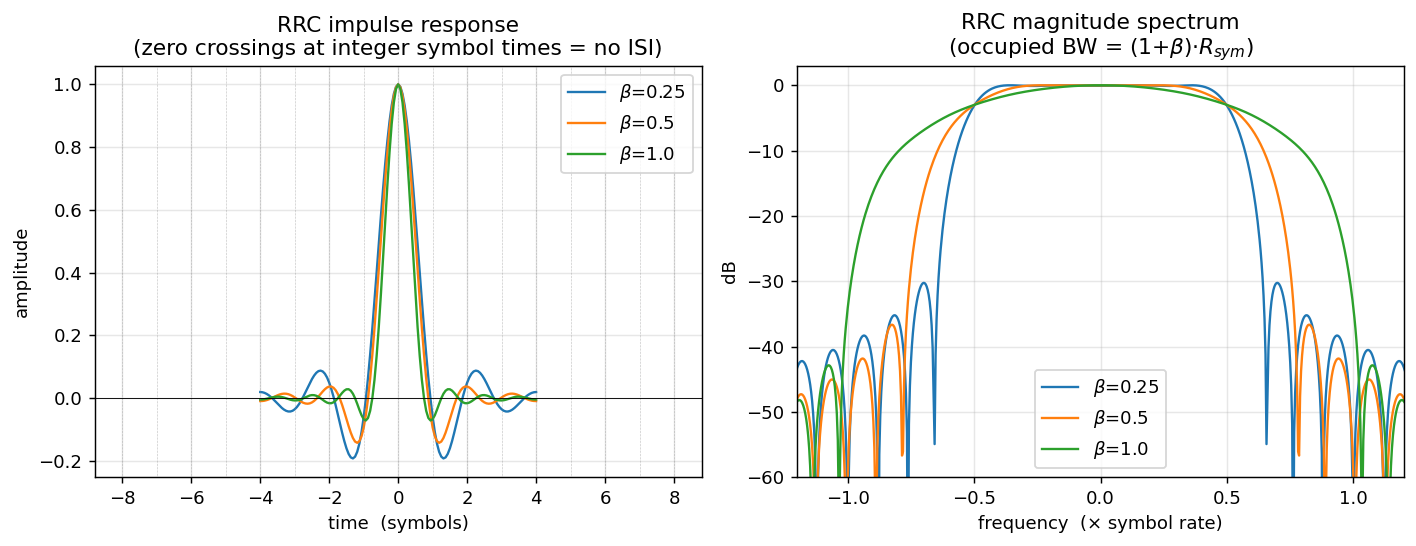 RRC impulse response
(zero crossings at integer symbol times = no ISI)
1.0
0.8
0.6
0.4
0.2
0.0
−0.2
amplitude
β=0.25
β=0.5
β=1.0
−8 −6 −4 −2 0 2 4 6 8
time (symbols)
RRC magnitude spectrum
(occupied BW = (1+β)·R_sym)
0
−10
−20
−30
−40
−50
−60
dB
β=0.25
β=0.5
β=1.0
−1.0 −0.5 0.0 0.5 1.0
frequency (× symbol rate)